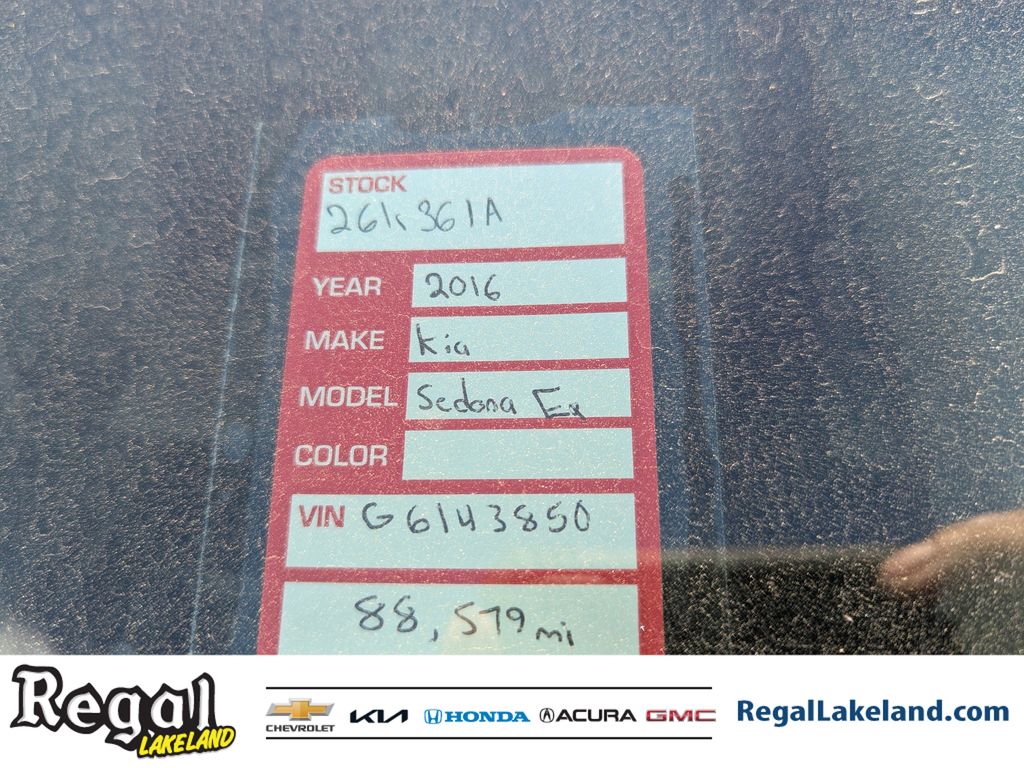 STOCK
26k361A
YEAR 2016
MAKE Kia
MODEL Sedona Ex
COLOR
VIN G6143850
88,579 mi
Regal
LAKELAND
CHEVROLET KIA HONDA ACURA GMC
RegalLakeland.com